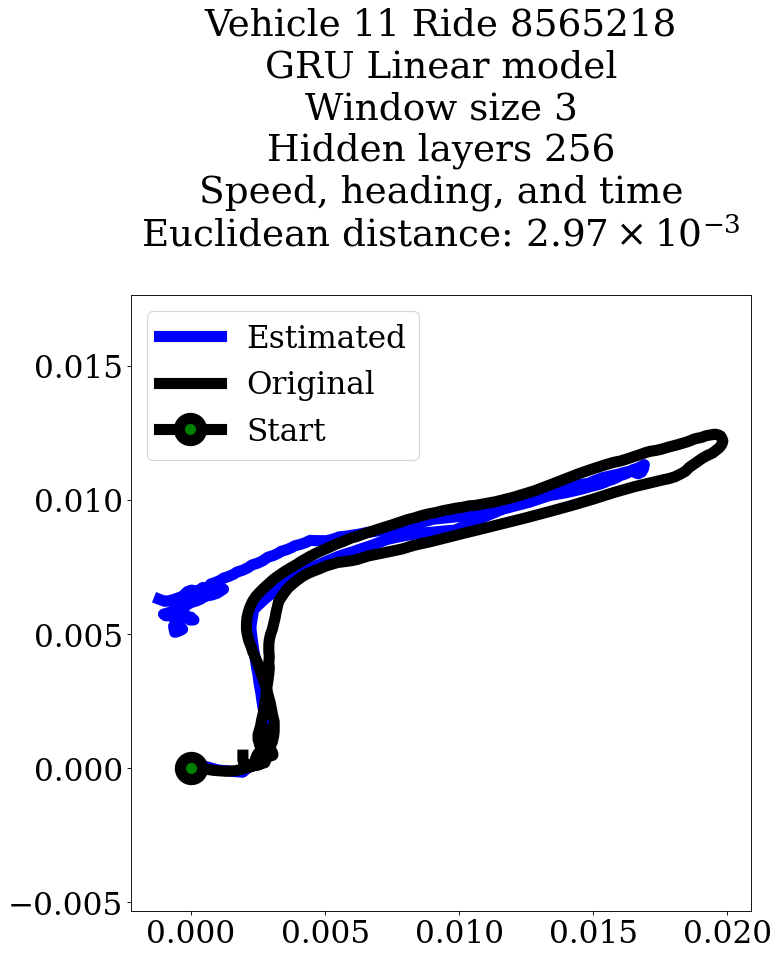 Vehicle 11 Ride 8565218
GRU Linear model
Window size 3
Hidden layers 256
Speed, heading, and time
Euclidean distance: 2.97 × 10⁻³
Estimated
Original
Start
0.015
0.010
0.005
0.000
−0.005
0.000 0.005 0.010 0.015 0.020